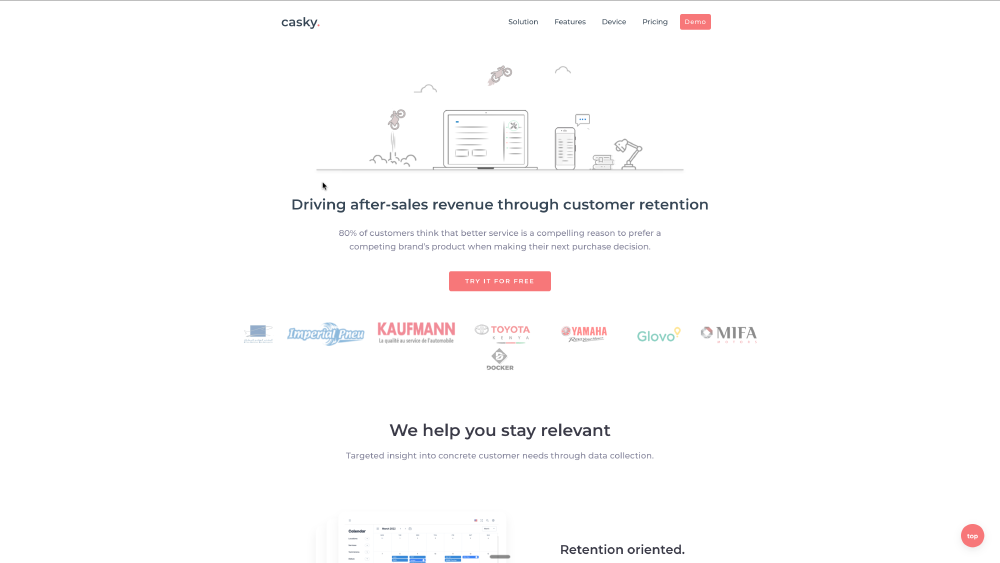 casky.
Solution Features Device Pricing Demo
Driving after-sales revenue through customer retention
80% of customers think that better service is a compelling reason to prefer a
competing brand's product when making their next purchase decision.
TRY IT FOR FREE
Imperial Pneu
KAUFMANN
La qualité au service de l'automobile
TOYOTA
KENYA
YAMAHA
Glovo
MIFA
MOTORS
DOCKER
We help you stay relevant
Targeted insight into concrete customer needs through data collection.
Calendar
Retention oriented.
top